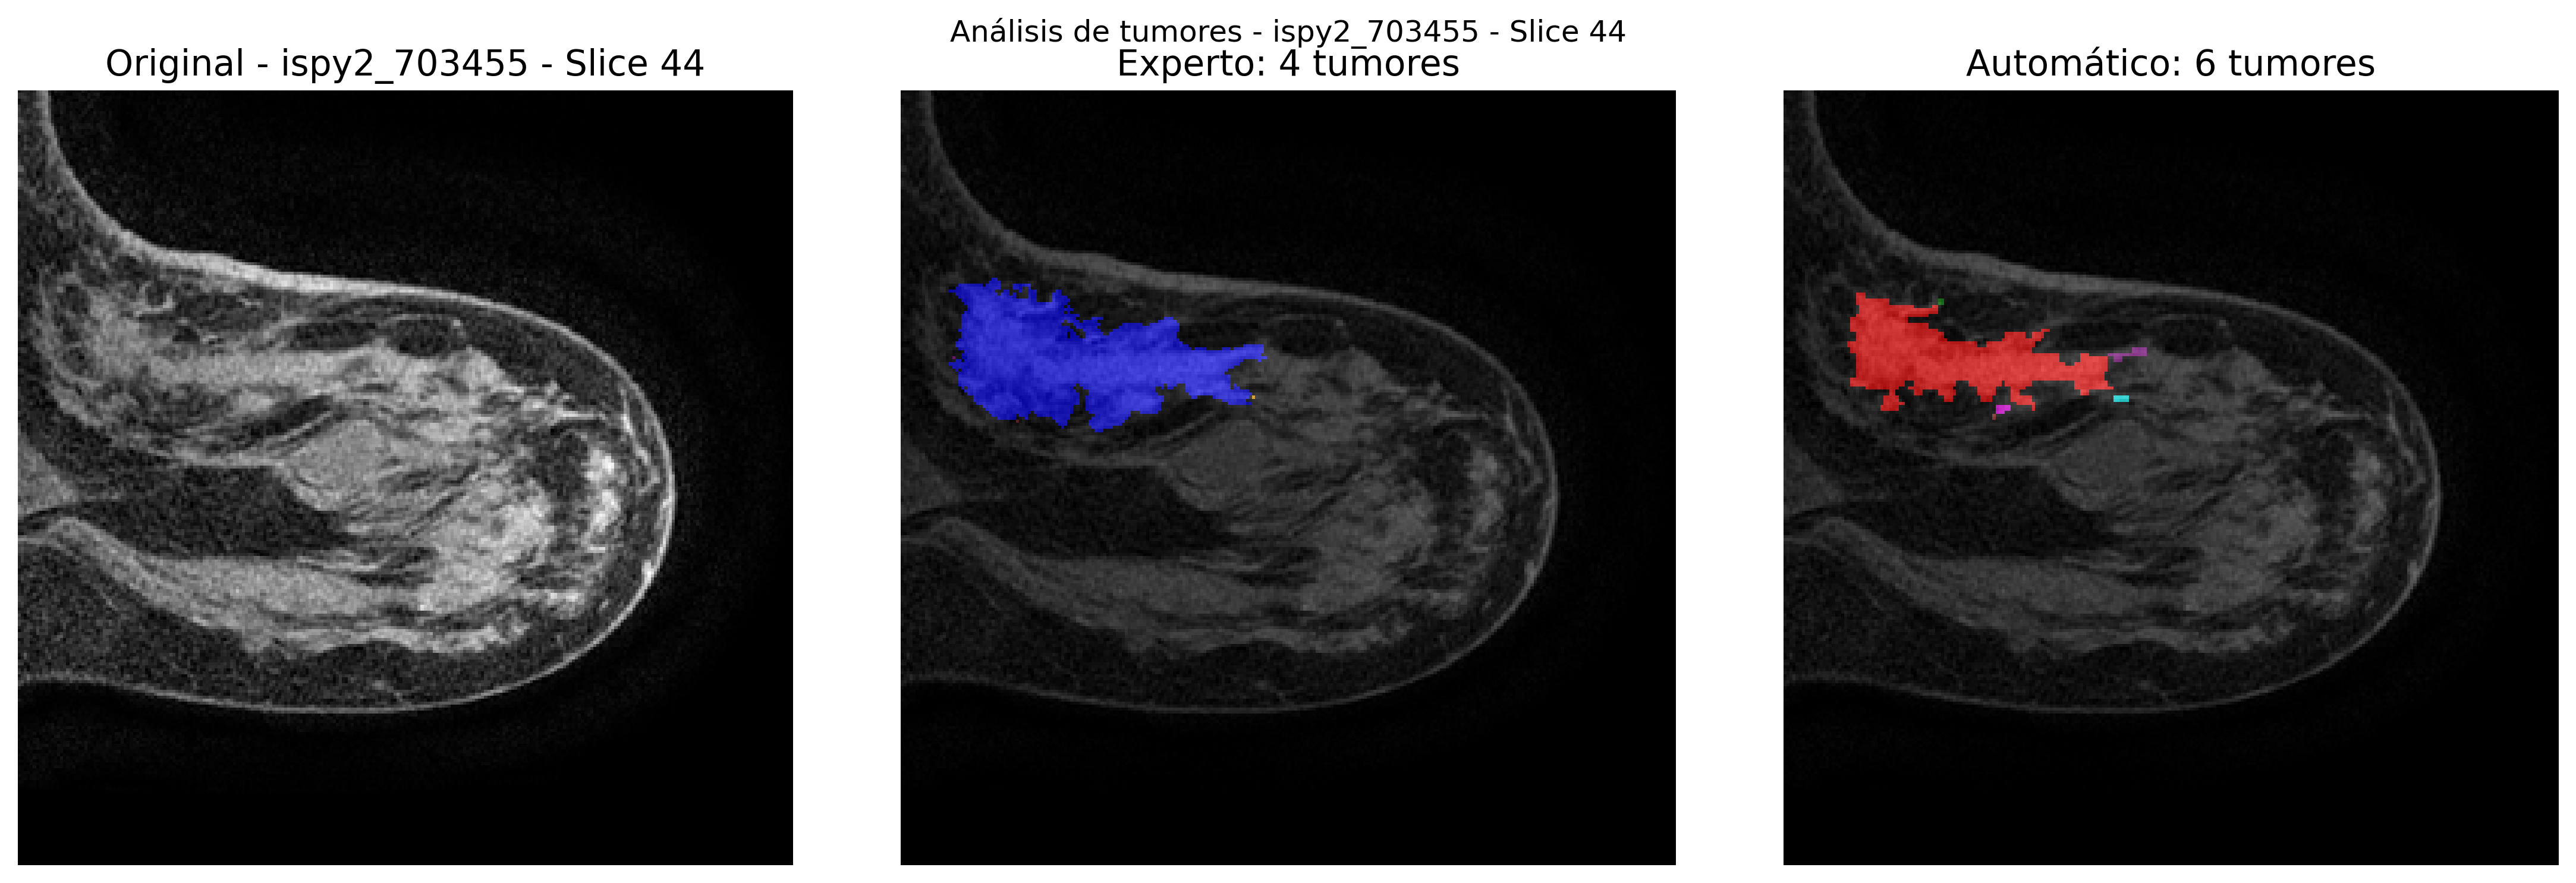 Análisis de tumores - ispy2_703455 - Slice 44
Original - ispy2_703455 - Slice 44
Experto: 4 tumores
Automático: 6 tumores